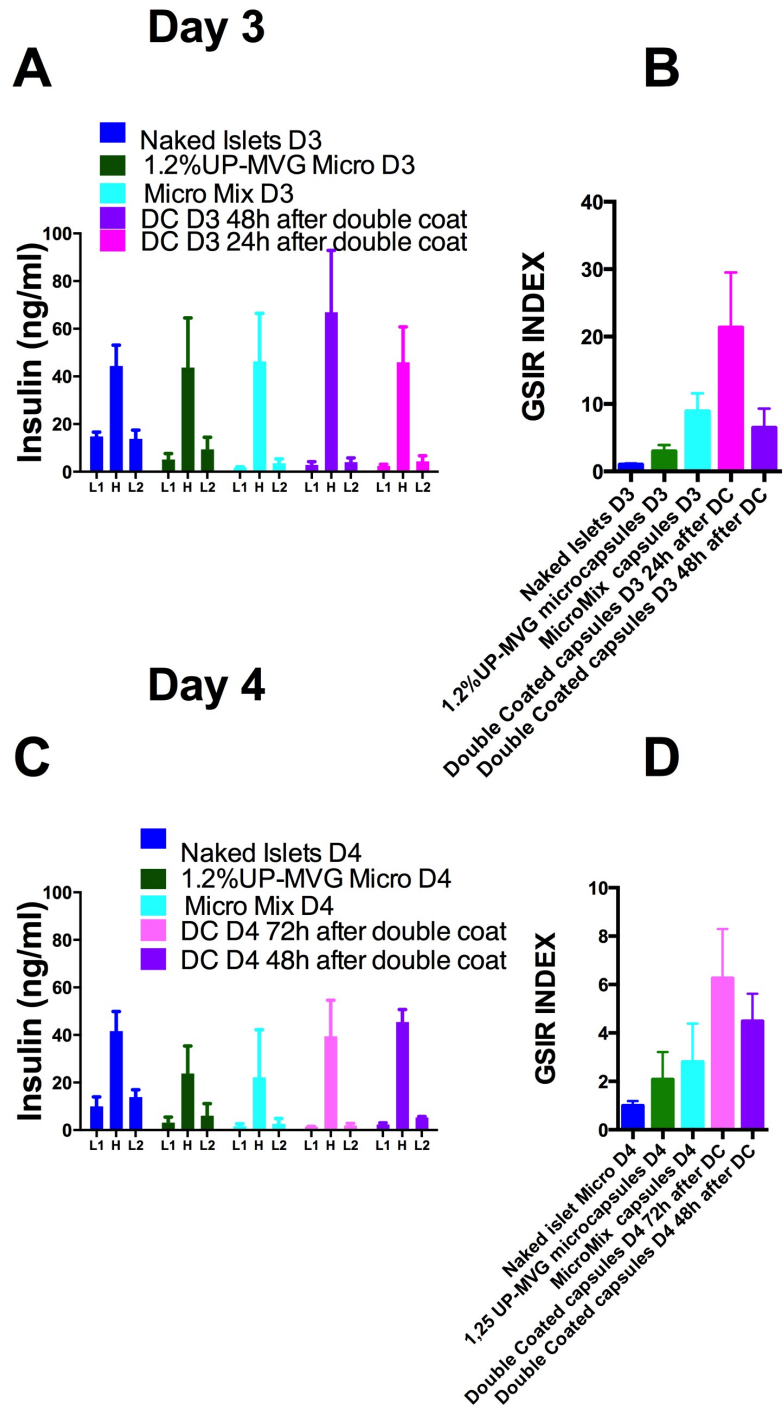 Day 3
A
B
Naked Islets D3
1.2%UP-MVG Micro D3
Micro Mix D3
DC D3 48h after double coat
DC D3 24h after double coat
Insulin (ng/ml)
100
80
60
40
20
0
L1 H L2 L1 H L2 L1 H L2 L1 H L2 L1 H L2
GSIR INDEX
40
30
20
10
0
Naked Islets D3
1.2%UP-MVG microcapsules D3
MicroMix capsules D3
Double Coated capsules D3 24h after DC
Double Coated capsules D3 48h after DC
Day 4
C
D
Naked Islets D4
1.2%UP-MVG Micro D4
Micro Mix D4
DC D4 72h after double coat
DC D4 48h after double coat
Insulin (ng/ml)
100
80
60
40
20
0
L1 H L2 L1 H L2 L1 H L2 L1 H L2 L1 H L2
GSIR INDEX
10
8
6
4
2
0
Naked islet Micro D4
1,25 UP-MVG microcapsules D4
MicroMix capsules D4
Double Coated capsules D4 72h after DC
Double Coated capsules D4 48h after DC